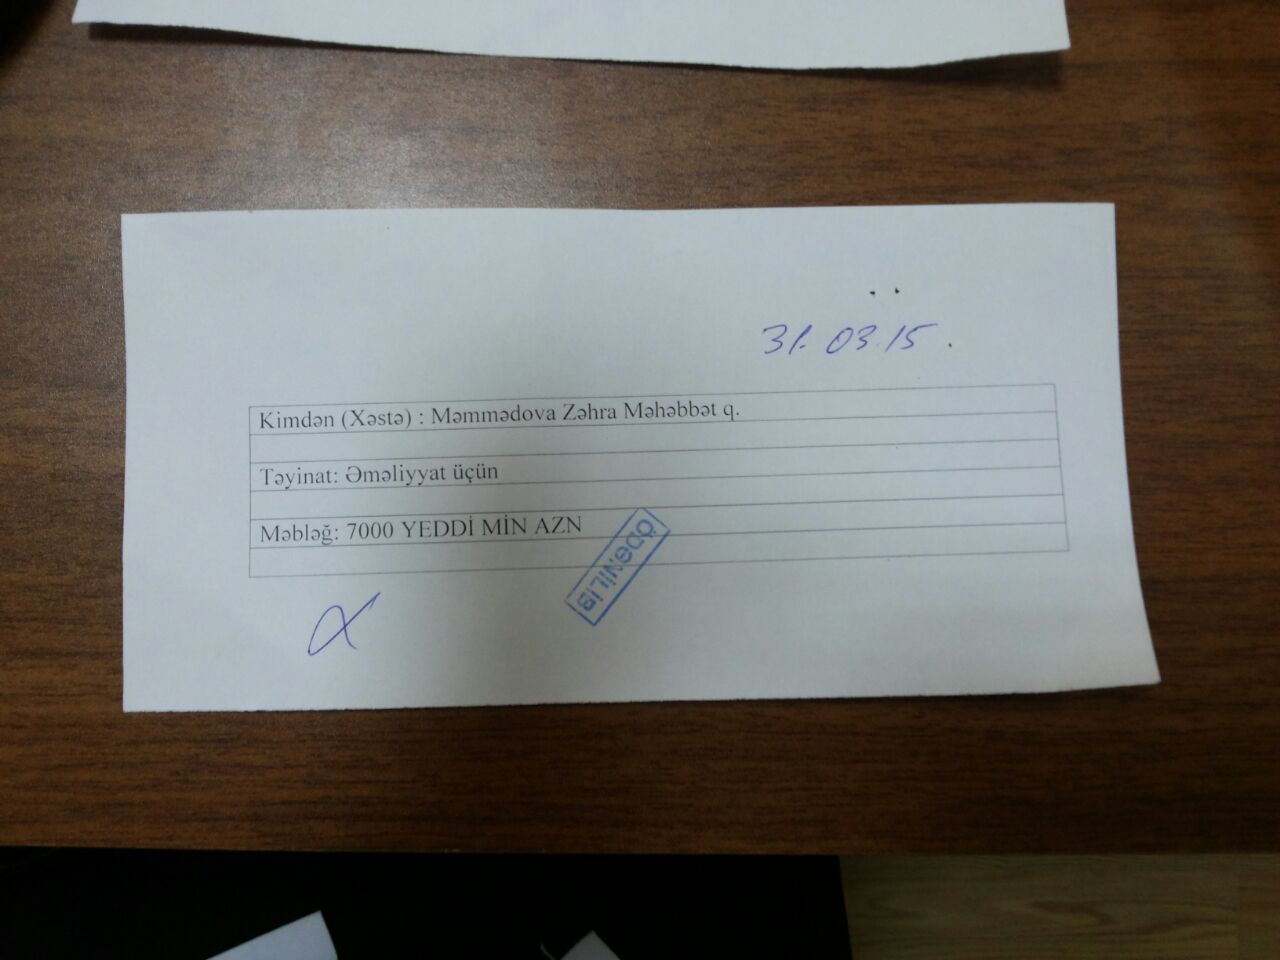 31.03.15.
Kimdən (Xəstə) : Məmmədova Zəhra Məhəbbət q.
Təyinat: Əməliyyat üçün
Məbləğ: 7000 YEDDİ MİN AZN
ÖDƏNİLİB